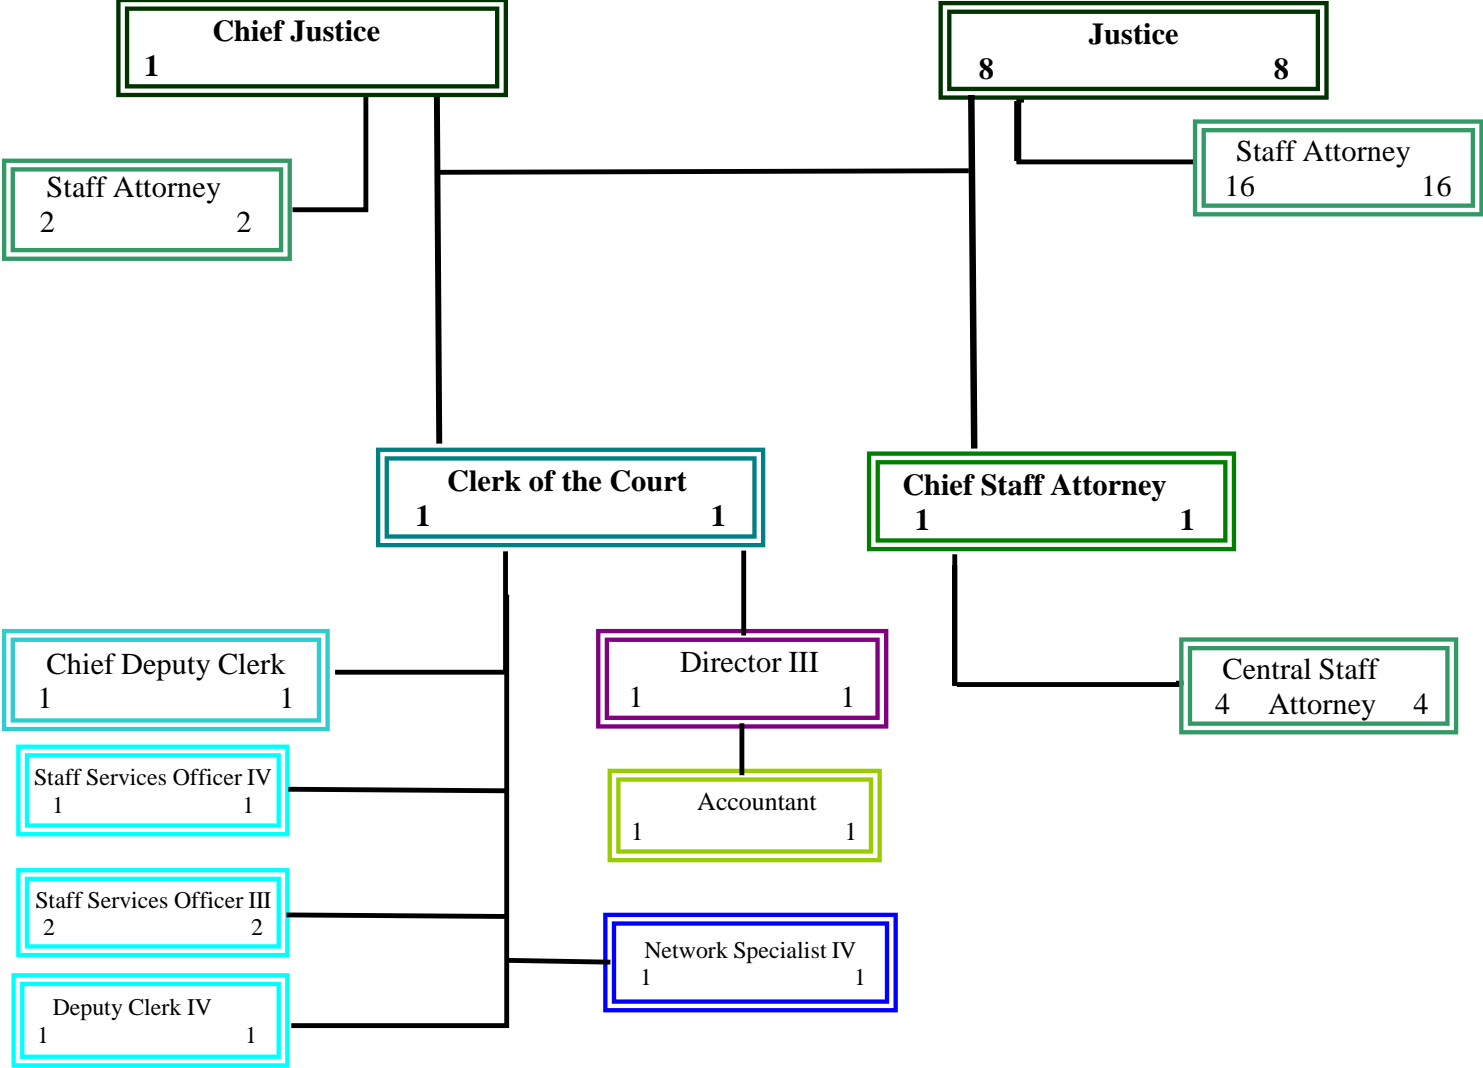 Chief Justice
1
Justice
8 8
Staff Attorney
2 2
Staff Attorney
16 16
Clerk of the Court
1 1
Chief Staff Attorney
1 1
Chief Deputy Clerk
1 1
Director III
1 1
Central Staff
4 Attorney 4
Staff Services Officer IV
1 1
Accountant
1 1
Staff Services Officer III
2 2
Network Specialist IV
1 1
Deputy Clerk IV
1 1